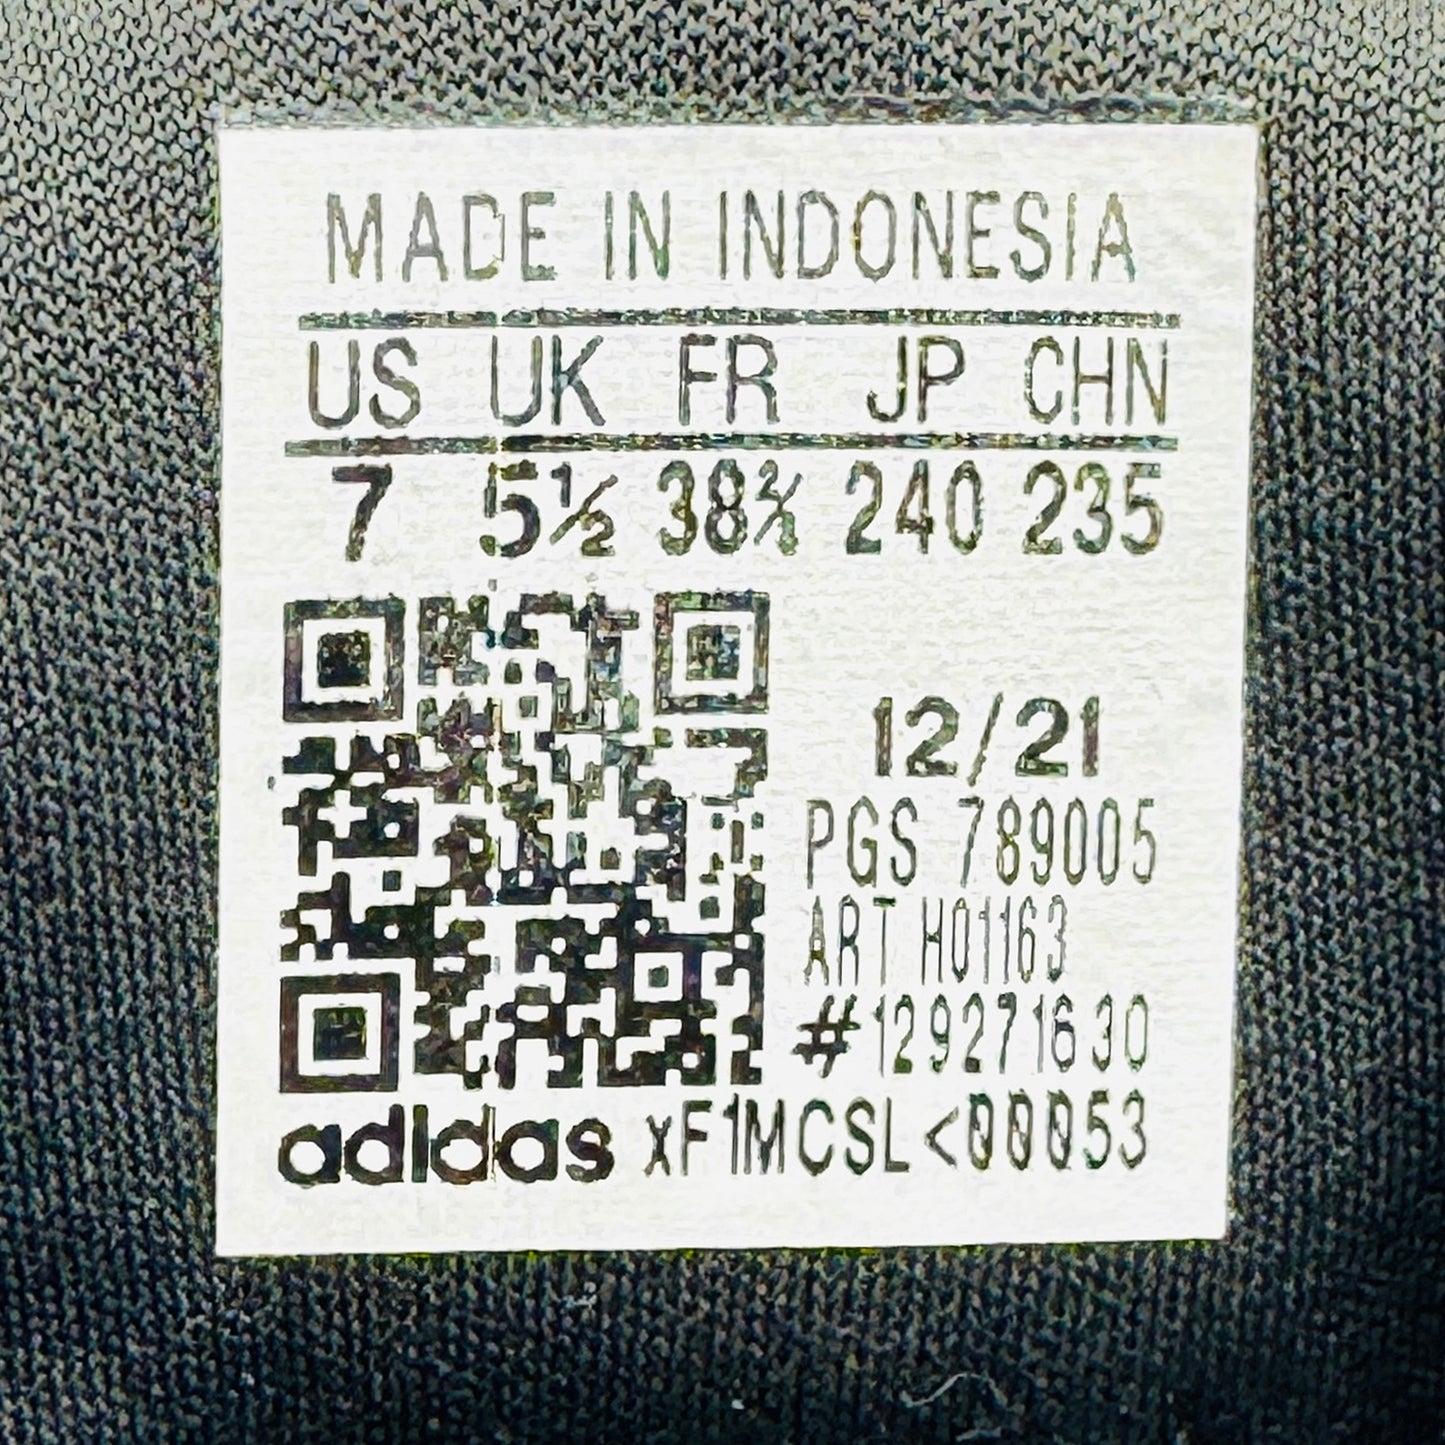 MADE IN INDONESIA
US UK FR JP CHN
7 5½ 38⅔ 240 235
12/21
PGS 789005
ART H01163
#129271630
adidas xF1MCSL<00053